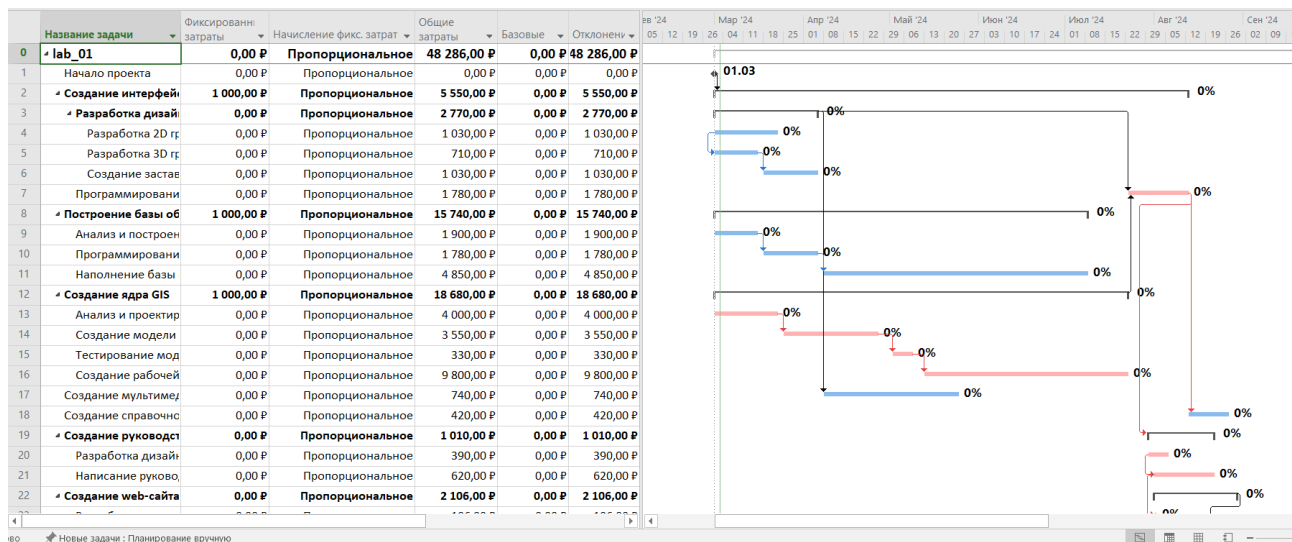 Фиксированны Общие ев '24 Мар '24 Апр '24 Май '24 Июн '24 Июл '24 Авг '24 Сен '24
Название задачи затраты Начисление фикс. затрат затраты Базовые Отклонени 05 12 19 26 04 11 18 25 01 08 15 22 29 06 13 20 27 03 10 17 24 01 08 15 22 29 05 12 19 26 02 09
0 lab_01 0,00 ₽ Пропорциональное 48 286,00 ₽ 0,00 ₽ 48 286,00 ₽
1 Начало проекта 0,00 ₽ Пропорциональное 0,00 ₽ 0,00 ₽ 0,00 ₽ 01.03
2 Создание интерфей 1 000,00 ₽ Пропорциональное 5 550,00 ₽ 0,00 ₽ 5 550,00 ₽ 0%
3 Разработка дизай 0,00 ₽ Пропорциональное 2 770,00 ₽ 0,00 ₽ 2 770,00 ₽ 0%
4 Разработка 2D гр 0,00 ₽ Пропорциональное 1 030,00 ₽ 0,00 ₽ 1 030,00 ₽ 0%
5 Разработка 3D гр 0,00 ₽ Пропорциональное 710,00 ₽ 0,00 ₽ 710,00 ₽ 0%
6 Создание застав 0,00 ₽ Пропорциональное 1 030,00 ₽ 0,00 ₽ 1 030,00 ₽ 0%
7 Программировани 0,00 ₽ Пропорциональное 1 780,00 ₽ 0,00 ₽ 1 780,00 ₽ 0%
8 Построение базы об 1 000,00 ₽ Пропорциональное 15 740,00 ₽ 0,00 ₽ 15 740,00 ₽ 0%
9 Анализ и построен 0,00 ₽ Пропорциональное 1 900,00 ₽ 0,00 ₽ 1 900,00 ₽ 0%
10 Программировани 0,00 ₽ Пропорциональное 1 780,00 ₽ 0,00 ₽ 1 780,00 ₽ 0%
11 Наполнение базы 0,00 ₽ Пропорциональное 4 850,00 ₽ 0,00 ₽ 4 850,00 ₽ 0%
12 Создание ядра GIS 1 000,00 ₽ Пропорциональное 18 680,00 ₽ 0,00 ₽ 18 680,00 ₽ 0%
13 Анализ и проектир 0,00 ₽ Пропорциональное 4 000,00 ₽ 0,00 ₽ 4 000,00 ₽ 0%
14 Создание модели 0,00 ₽ Пропорциональное 3 550,00 ₽ 0,00 ₽ 3 550,00 ₽ 0%
15 Тестирование мод 0,00 ₽ Пропорциональное 330,00 ₽ 0,00 ₽ 330,00 ₽ 0%
16 Создание рабочей 0,00 ₽ Пропорциональное 9 800,00 ₽ 0,00 ₽ 9 800,00 ₽ 0%
17 Создание мультимед 0,00 ₽ Пропорциональное 740,00 ₽ 0,00 ₽ 740,00 ₽ 0%
18 Создание справочно 0,00 ₽ Пропорциональное 420,00 ₽ 0,00 ₽ 420,00 ₽ 0%
19 Создание руководст 0,00 ₽ Пропорциональное 1 010,00 ₽ 0,00 ₽ 1 010,00 ₽ 0%
20 Разработка дизайн 0,00 ₽ Пропорциональное 390,00 ₽ 0,00 ₽ 390,00 ₽ 0%
21 Написание руково 0,00 ₽ Пропорциональное 620,00 ₽ 0,00 ₽ 620,00 ₽ 0%
22 Создание web-сайта 0,00 ₽ Пропорциональное 2 106,00 ₽ 0,00 ₽ 2 106,00 ₽ 0%
ово Новые задачи : Планирование вручную